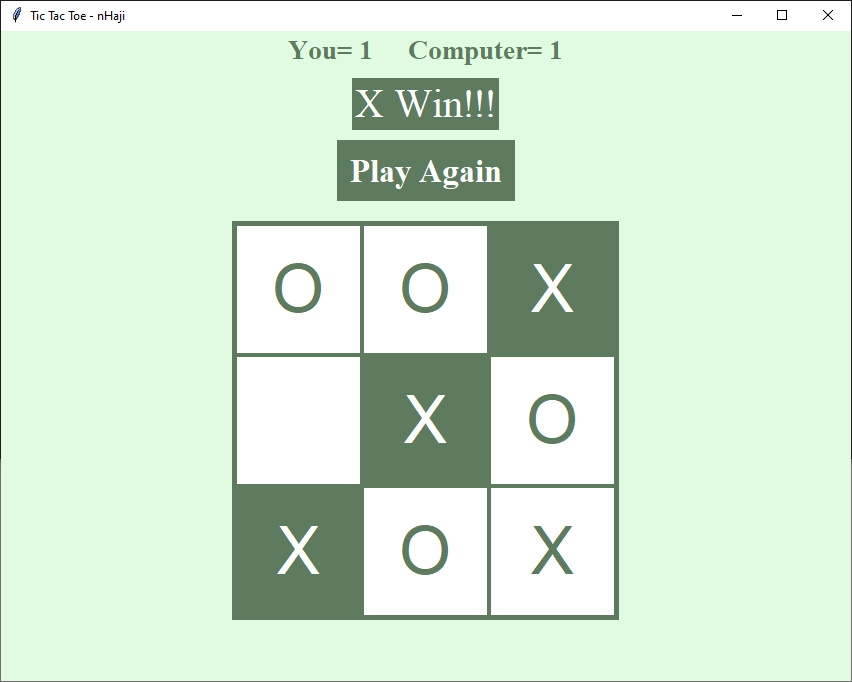 Tic Tac Toe - nHaji
You= 1 Computer= 1
X Win!!!
Play Again
O O X
X O
X O X